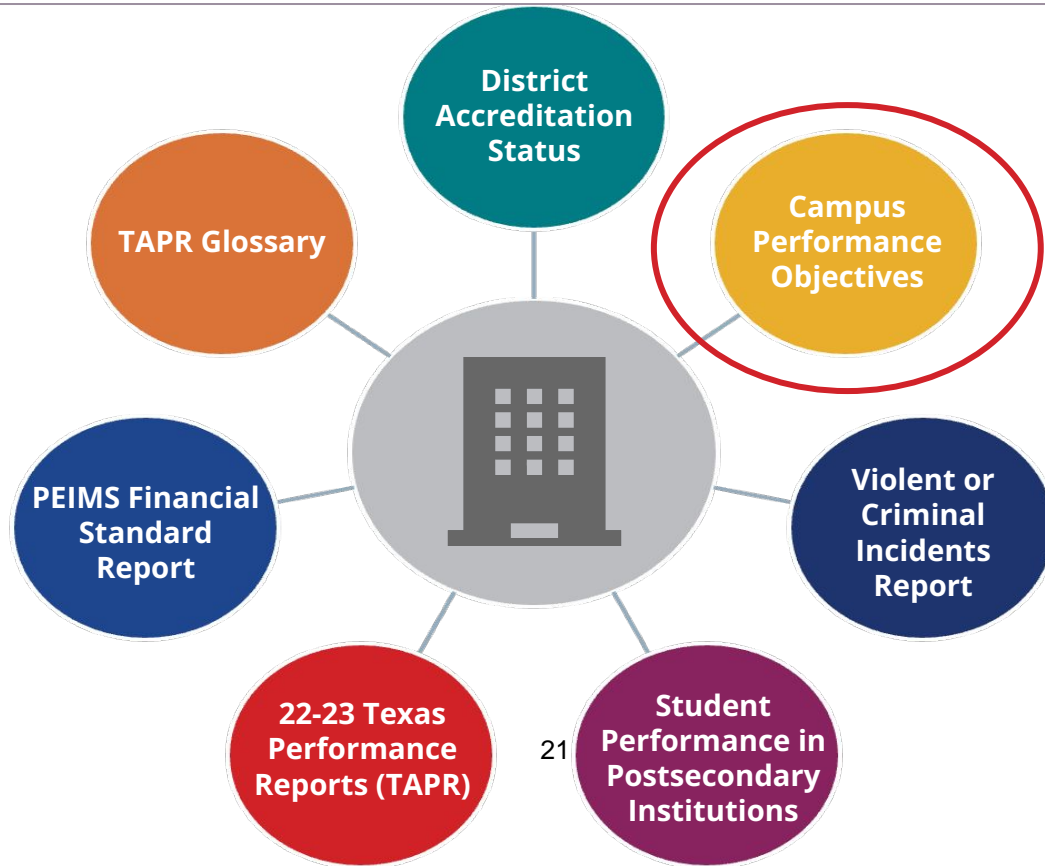 District
Accreditation
Status
Campus
Performance
Objectives
TAPR Glossary
Violent or
Criminal
Incidents
Report
PEIMS Financial
Standard
Report
Student
Performance in
Postsecondary
Institutions
22-23 Texas
Performance
Reports (TAPR)
21